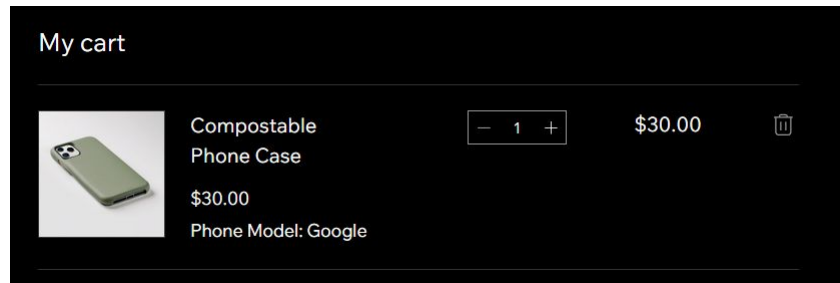 My cart
Compostable
Phone Case
$30.00
Phone Model: Google
1
$30.00